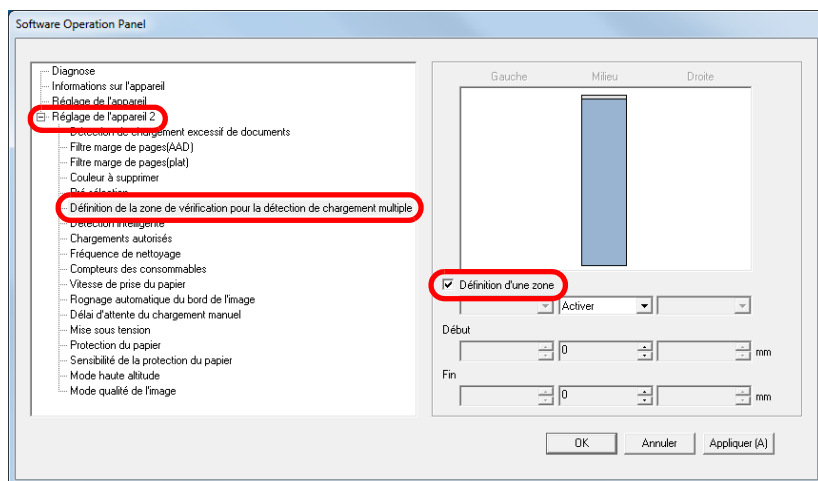 Software Operation Panel
Diagnose
Informations sur l'appareil
Réglage de l'appareil
Réglage de l'appareil 2
Détection de chargement excessif de documents
Filtre marge de pages(AAD)
Filtre marge de pages(plat)
Couleur à supprimer
Pré-sélection
Définition de la zone de vérification pour la détection de chargement multiple
Détection intelligente
Chargements autorisés
Fréquence de nettoyage
Compteurs des consommables
Vitesse de prise du papier
Rognage automatique du bord de l'image
Délai d'attente du chargement manuel
Mise sous tension
Protection du papier
Sensibilité de la protection du papier
Mode haute altitude
Mode qualité de l'image
Gauche Milieu Droite
Définition d'une zone
Activer
Début
0 mm
Fin
0 mm
OK Annuler Appliquer (A)